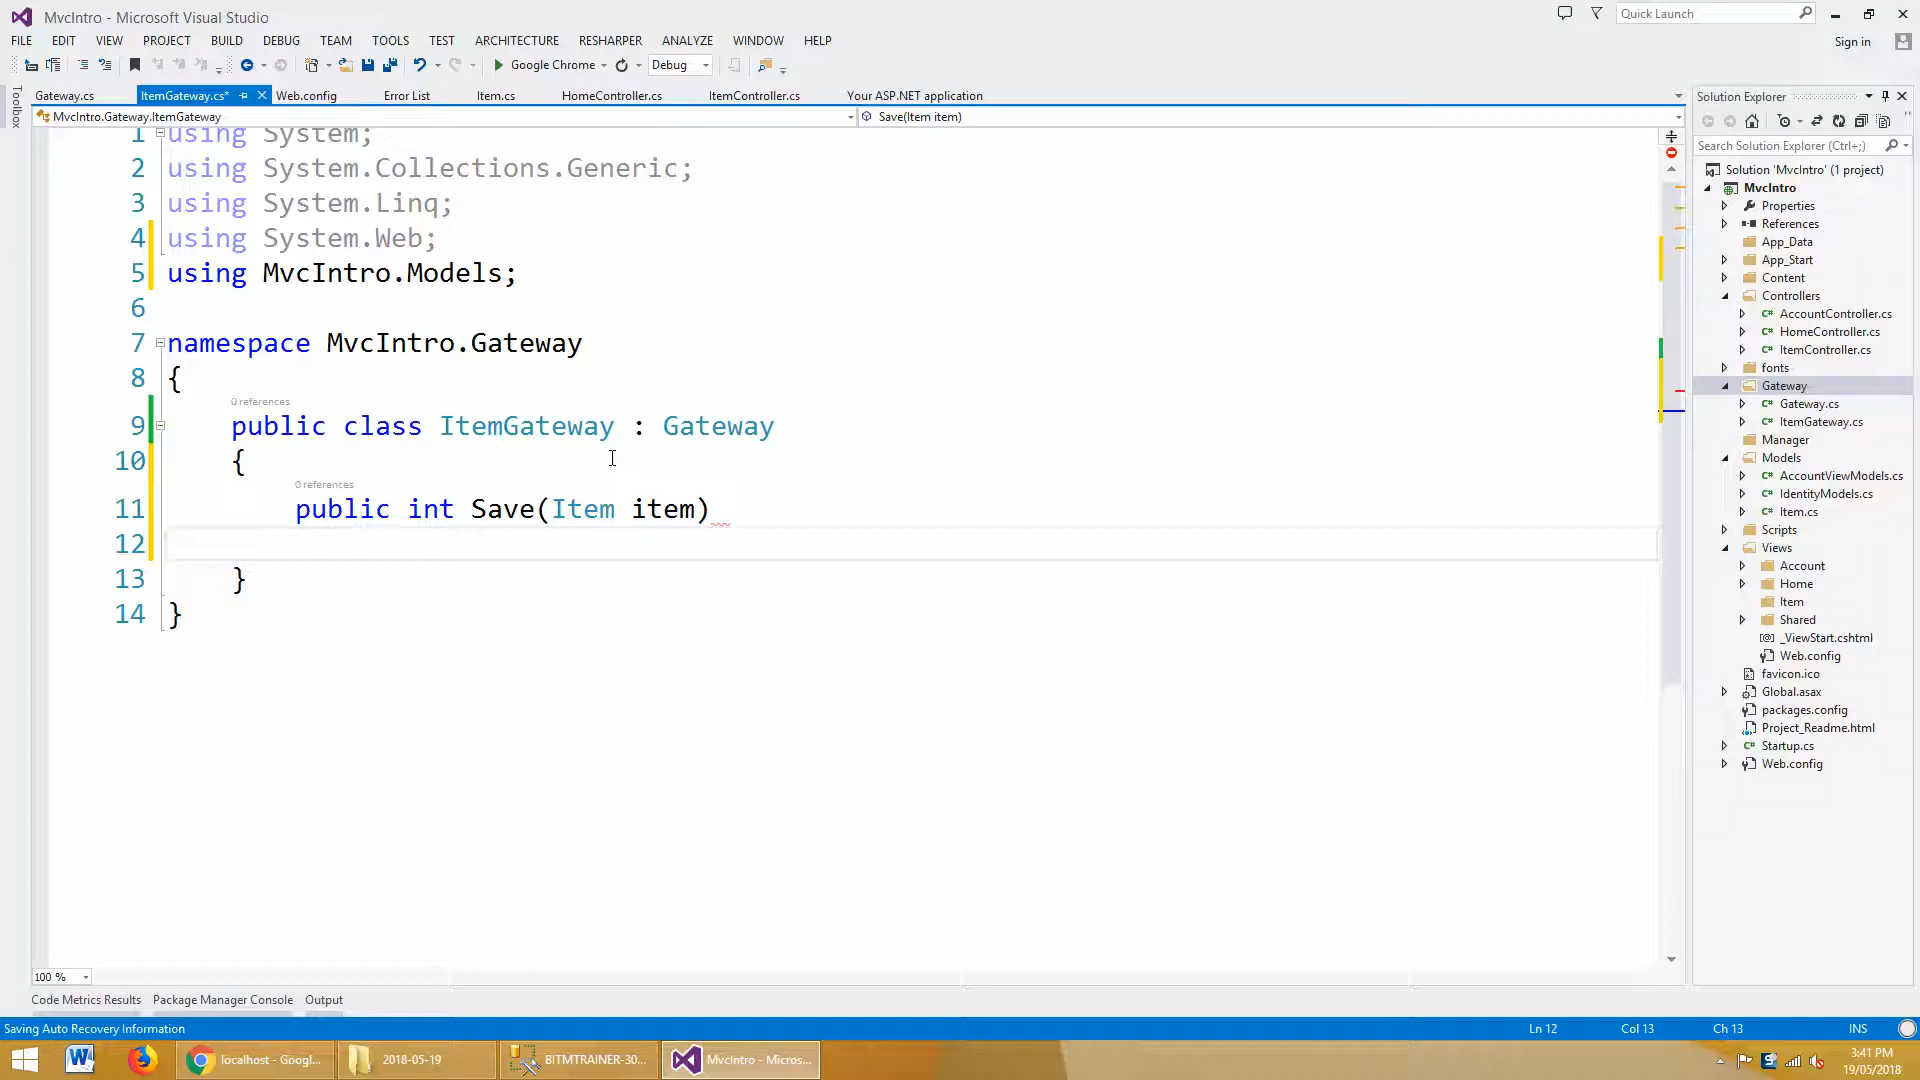 MvcIntro - Microsoft Visual Studio
Quick Launch
FILE EDIT VIEW PROJECT BUILD DEBUG TEAM TOOLS TEST ARCHITECTURE RESHARPER ANALYZE WINDOW HELP
Sign in
Google Chrome Debug
Toolbox
Gateway.cs ItemGateway.cs* Web.config Error List Item.cs HomeController.cs ItemController.cs Your ASP.NET application
MvcIntro.Gateway.ItemGateway Save(Item item)
1 using System;
2 using System.Collections.Generic;
3 using System.Linq;
4 using System.Web;
5 using MvcIntro.Models;
6
7 namespace MvcIntro.Gateway
8 {
0 references
9 public class ItemGateway : Gateway
10 {
0 references
11 public int Save(Item item)
12
13 }
14 }
100 %
Code Metrics Results Package Manager Console Output
Solution Explorer
Search Solution Explorer (Ctrl+;)
Solution 'MvcIntro' (1 project)
MvcIntro
Properties
References
App_Data
App_Start
Content
Controllers
AccountController.cs
HomeController.cs
ItemController.cs
fonts
Gateway
Gateway.cs
ItemGateway.cs
Manager
Models
AccountViewModels.cs
IdentityModels.cs
Item.cs
Scripts
Views
Account
Home
Item
Shared
_ViewStart.cshtml
Web.config
favicon.ico
Global.asax
packages.config
Project_Readme.html
Startup.cs
Web.config
Saving Auto Recovery Information Ln 12 Col 13 Ch 13 INS
localhost - Googl... 2018-05-19 BITMTRAINER-30... MvcIntro - Micros...
3:41 PM
19/05/2018